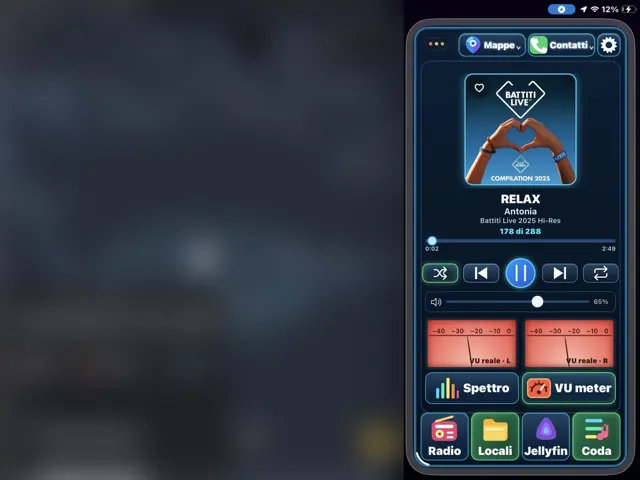 12%
Mappe
Contatti
BATTITI
LIVE
COMPILATION 2025
RELAX
Antonia
Battiti Live 2025 Hi-Res
178 di 288
0:02
2:49
65%
-40 -30 -20 -10 0
VU reale · L
-40 -30 -20 -10 0
VU reale · R
Spettro
VU meter
Radio
Locali
Jellyfin
Coda